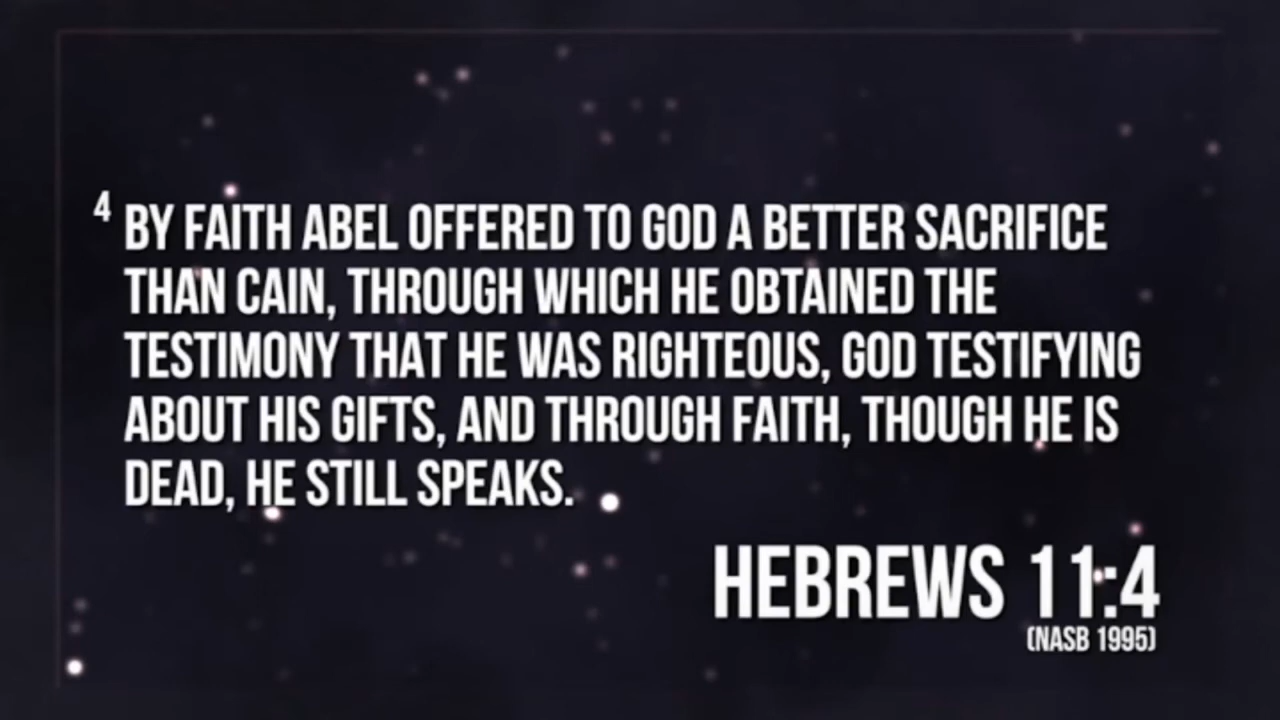 4 BY FAITH ABEL OFFERED TO GOD A BETTER SACRIFICE
THAN CAIN, THROUGH WHICH HE OBTAINED THE
TESTIMONY THAT HE WAS RIGHTEOUS, GOD TESTIFYING
ABOUT HIS GIFTS, AND THROUGH FAITH, THOUGH HE IS
DEAD, HE STILL SPEAKS.
HEBREWS 11:4
(NASB 1995)